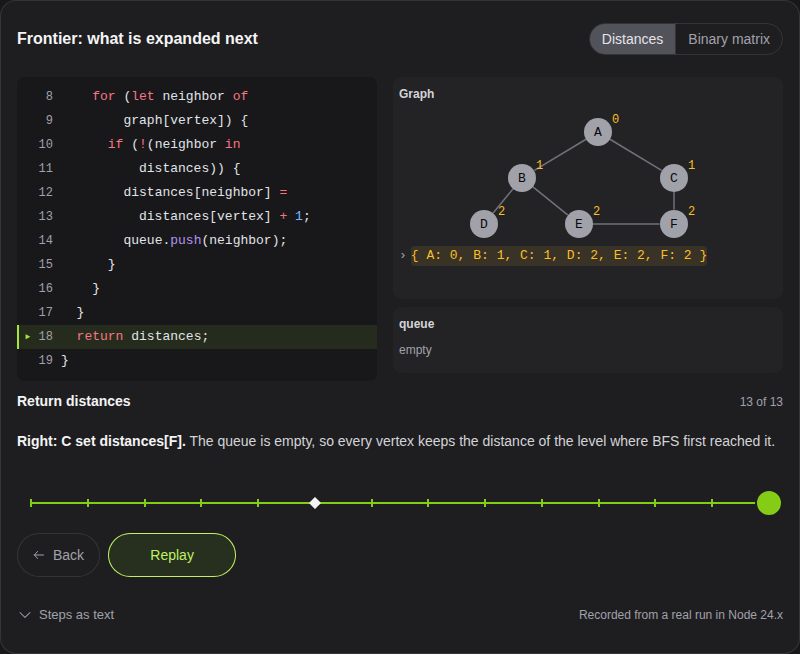 Frontier: what is expanded next
Distances Binary matrix
8 for (let neighbor of
9 graph[vertex]) {
10 if (!(neighbor in
11 distances)) {
12 distances[neighbor] =
13 distances[vertex] + 1;
14 queue.push(neighbor);
15 }
16 }
17 }
▸ 18 return distances;
19 }
Graph
A 0
B 1
C 1
D 2
E 2
F 2
› { A: 0, B: 1, C: 1, D: 2, E: 2, F: 2 }
queue
empty
Return distances
13 of 13
Right: C set distances[F]. The queue is empty, so every vertex keeps the distance of the level where BFS first reached it.
← Back
Replay
Steps as text
Recorded from a real run in Node 24.x